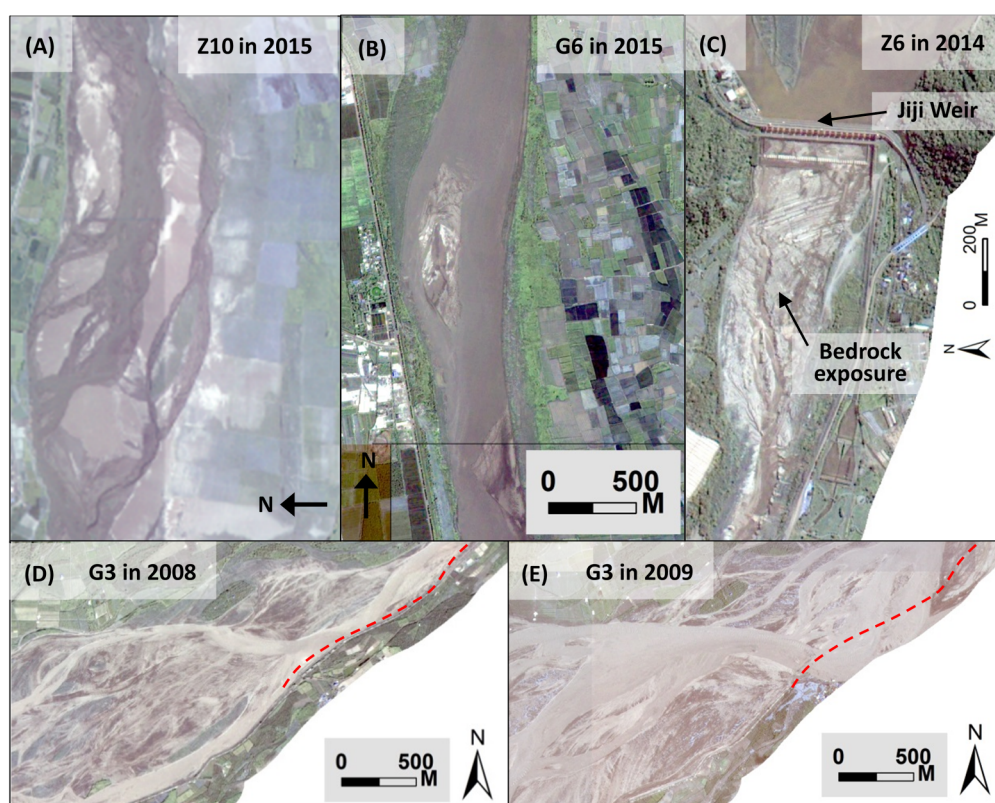 (A)
Z10 in 2015
(B)
G6 in 2015
(C)
Z6 in 2014
Jiji Weir
Bedrock
exposure
200
M
0
N
N
N
0 500
M
(D)
G3 in 2008
N
0 500
M
(E)
G3 in 2009
N
0 500
M